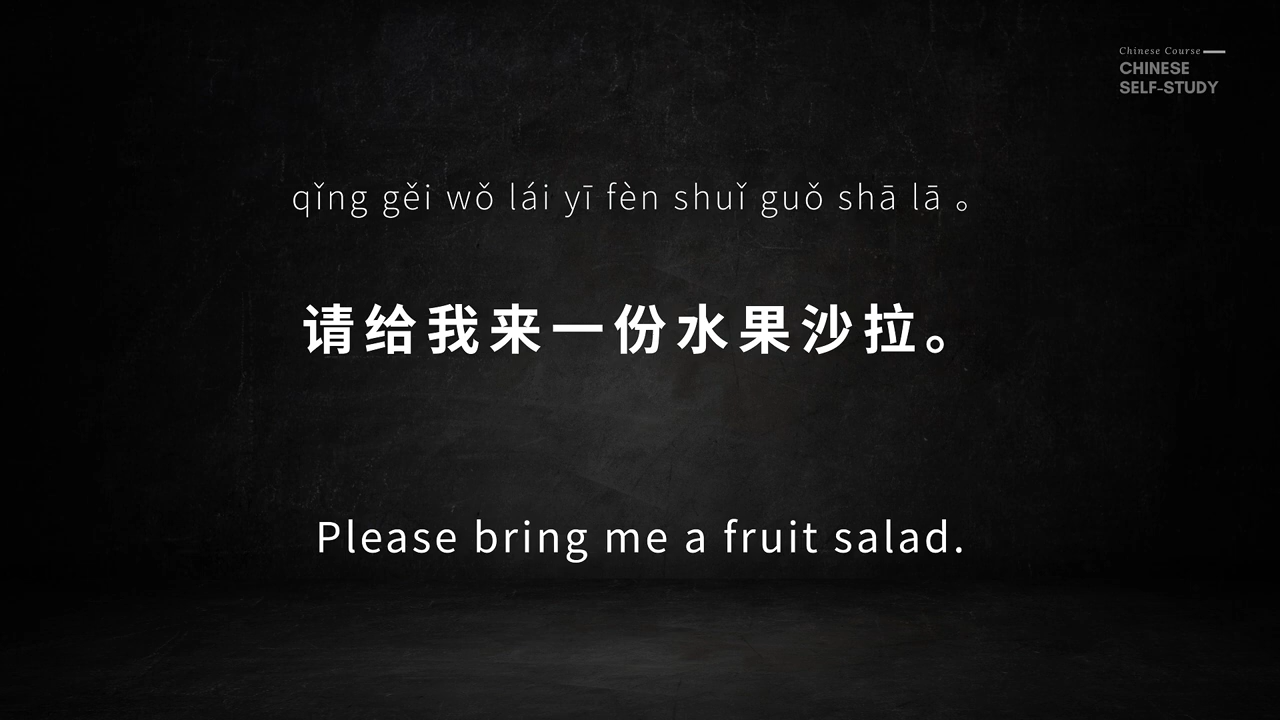 Chinese Course
CHINESE
SELF-STUDY
qǐng gěi wǒ lái yī fèn shuǐ guǒ shā lā 。
请给我来一份水果沙拉。
Please bring me a fruit salad.